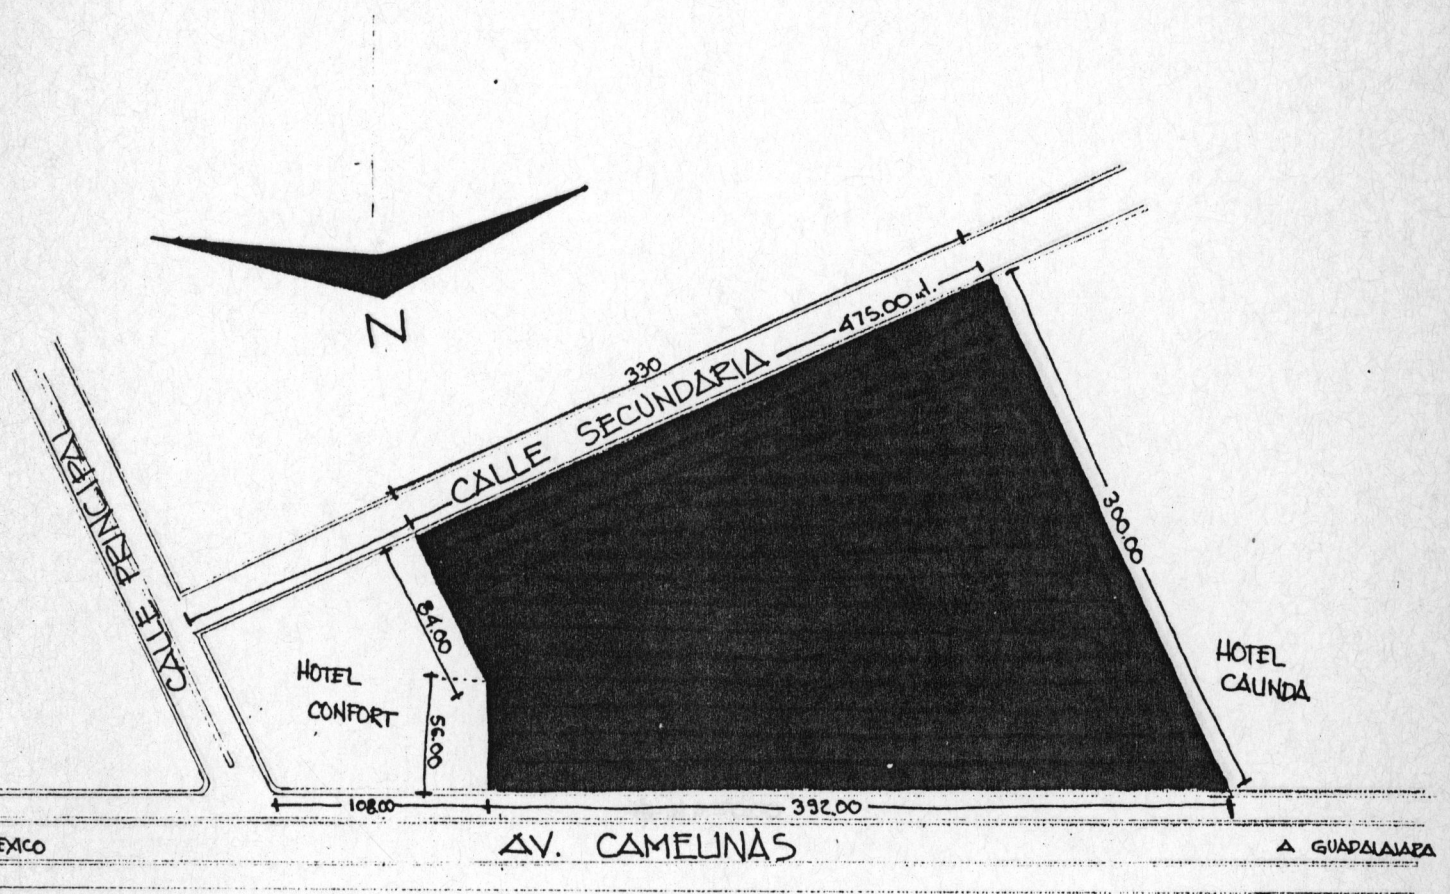 N
330
475.00 ml.
CALLE SECUNDARIA
CALLE PRINCIPAL
300.00
84.00
HOTEL
CONFORT
56.00
HOTEL
CALINDA
108.00
392.00
EXICO
AV. CAMELINAS
A GUADALAJARA